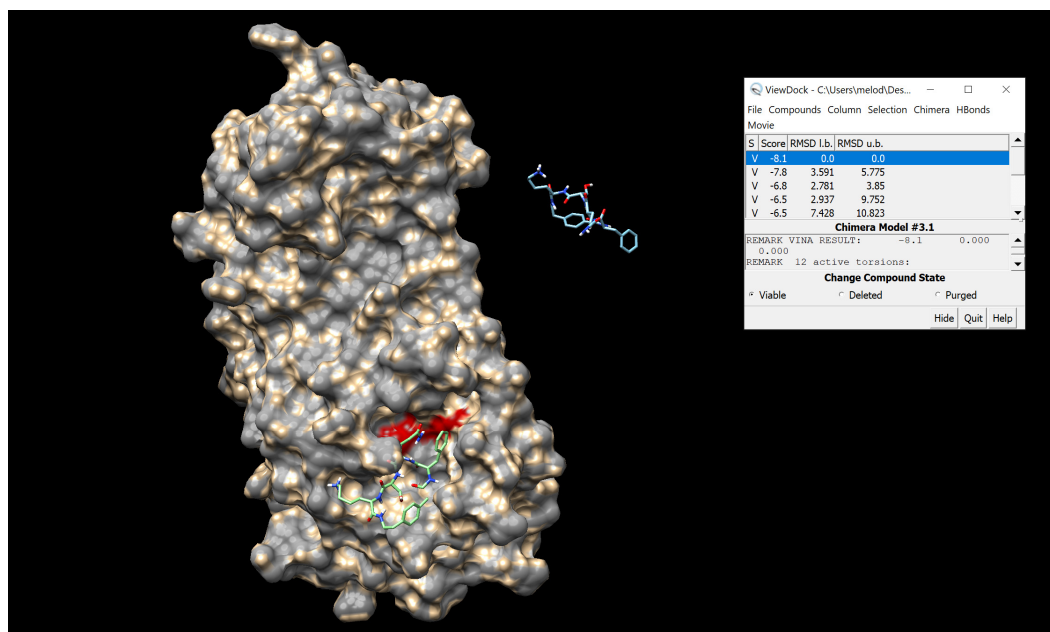 ViewDock - C:\Users\melod\Des...
File Compounds Column Selection Chimera HBonds
Movie
S Score RMSD l.b. RMSD u.b.
V -8.1 0.0 0.0
V -7.8 3.591 5.775
V -6.8 2.781 3.85
V -6.5 2.937 9.752
V -6.5 7.428 10.823
Chimera Model #3.1
REMARK VINA RESULT: -8.1 0.000
0.000
REMARK 12 active torsions:
Change Compound State
Viable Deleted Purged
Hide Quit Help